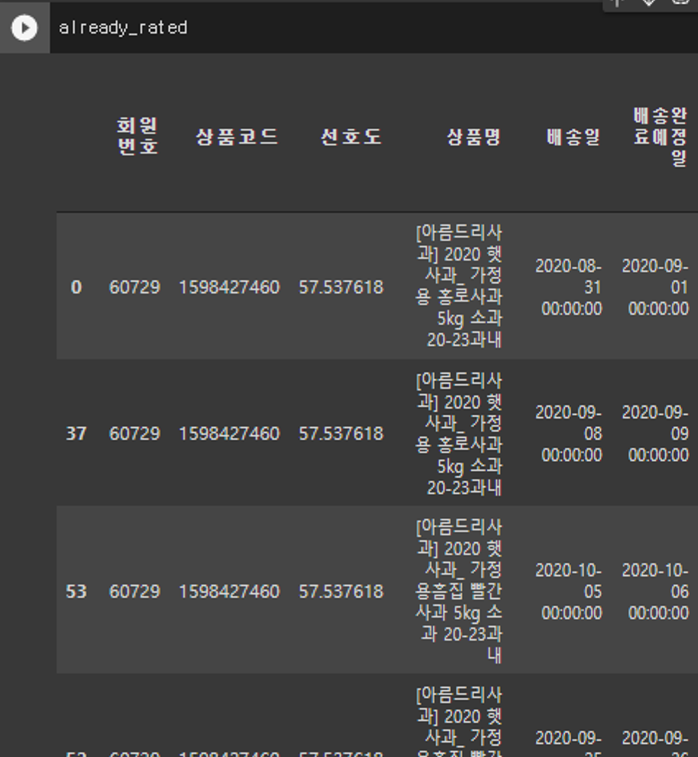 already_rated
회원
번호
상품코드
선호도
상품명
배송일
배송완
료예정
일
0
60729
1598427460
57.537618
[아름드리사
과] 2020 햇
사과_ 가정
용 홍로사과
5kg 소과
20-23과내
2020-08-
31
00:00:00
2020-09-
01
00:00:00
37
60729
1598427460
57.537618
[아름드리사
과] 2020 햇
사과_ 가정
용 홍로사과
5kg 소과
20-23과내
2020-09-
08
00:00:00
2020-09-
09
00:00:00
53
60729
1598427460
57.537618
[아름드리사
과] 2020 햇
사과_ 가정
용흠집 빨간
사과 5kg 소
과 20-23과
내
2020-10-
05
00:00:00
2020-10-
06
00:00:00
60729
1598427460
57.537618
[아름드리사
과] 2020 햇
사과_ 가정
용흠집 빨간
2020-09-
2020-09-